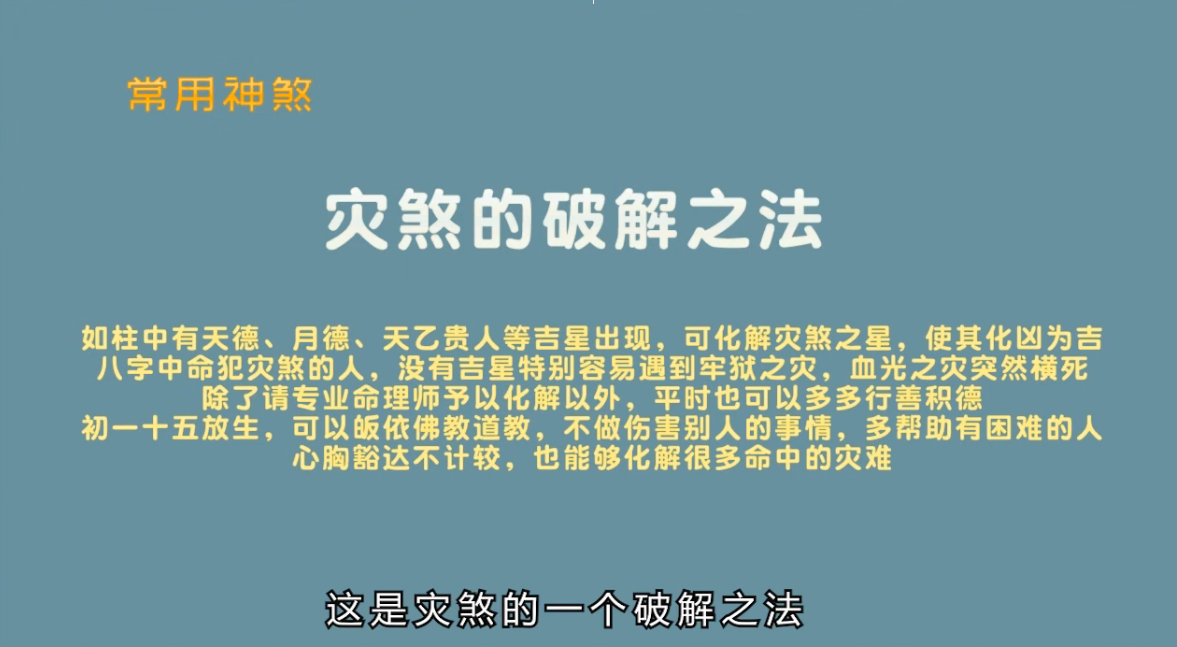 常用神煞
灾煞的破解之法
如柱中有天德、月德、天乙贵人等吉星出现，可化解灾煞之星，使其化凶为吉
八字中命犯灾煞的人，没有吉星特别容易遇到牢狱之灾，血光之灾突然横死
除了请专业命理师予以化解以外，平时也可以多多行善积德
初一十五放生，可以皈依佛教道教，不做伤害别人的事情，多帮助有困难的人
心胸豁达不计较，也能够化解很多命中的灾难
这是灾煞的一个破解之法